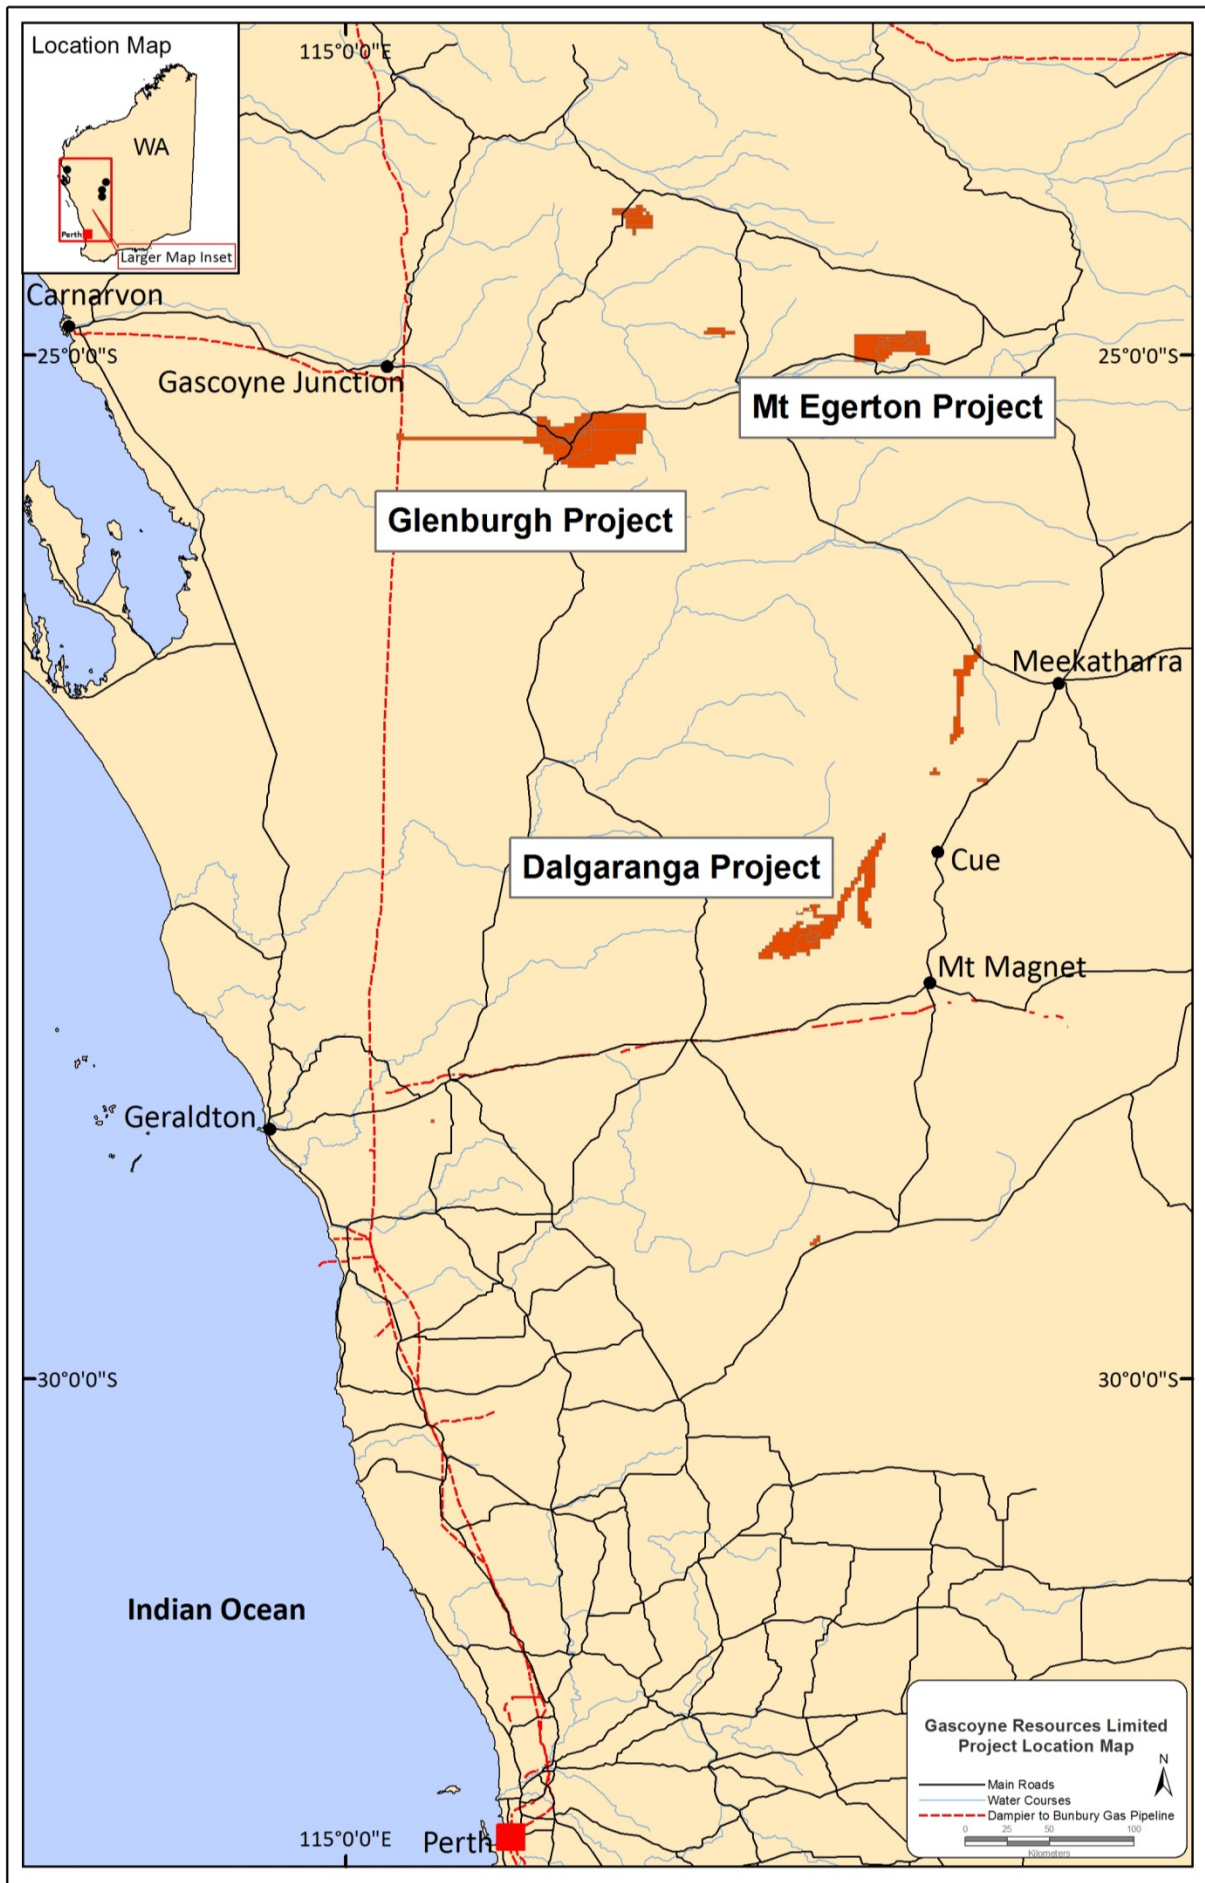 Location Map
WA
Perth
Larger Map Inset
115°0'0"E
Carnarvon
25°0'0"S
25°0'0"S
Gascoyne Junction
Mt Egerton Project
Glenburgh Project
Meekatharra
Dalgaranga Project
Cue
Mt Magnet
Geraldton
30°0'0"S
30°0'0"S
Indian Ocean
Gascoyne Resources Limited
Project Location Map
N
Main Roads
Water Courses
Dampier to Bunbury Gas Pipeline
0 25 50 100
Kilometers
115°0'0"E
Perth